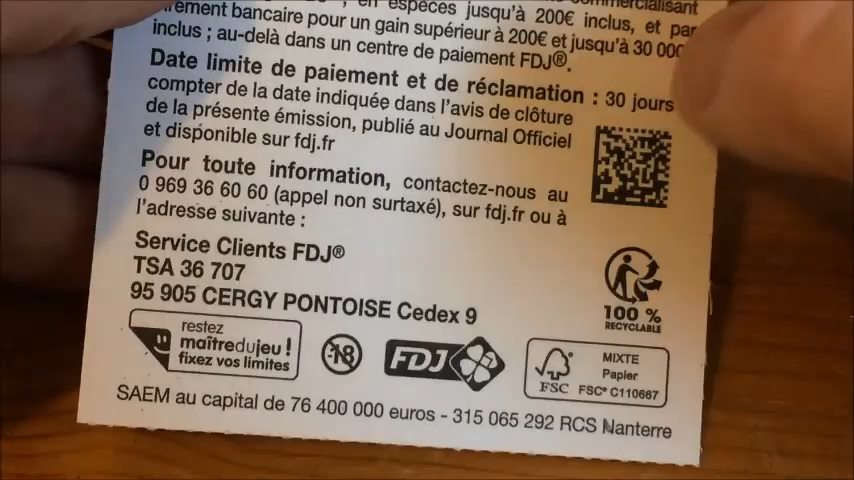 en espèces jusqu'à 200€ inclus, et par
bancaire pour un gain supérieur à 200€ et jusqu'à 30 000
inclus ; au-delà dans un centre de paiement FDJ®.
Date limite de paiement et de réclamation : 30 jours
compter de la date indiquée dans l'avis de clôture
de la présente émission, publié au Journal Officiel
et disponible sur fdj.fr
Pour toute information, contactez-nous au
0 969 36 60 60 (appel non surtaxé), sur fdj.fr ou à
l'adresse suivante :
Service Clients FDJ®
TSA 36 707
95 905 CERGY PONTOISE Cedex 9
100 %
RECYCLABLE
restez
maîtredujeu!
fixez vos limites
-18
FDJ
FSC
MIXTE
Papier
FSC® C110667
SAEM au capital de 76 400 000 euros - 315 065 292 RCS Nanterre